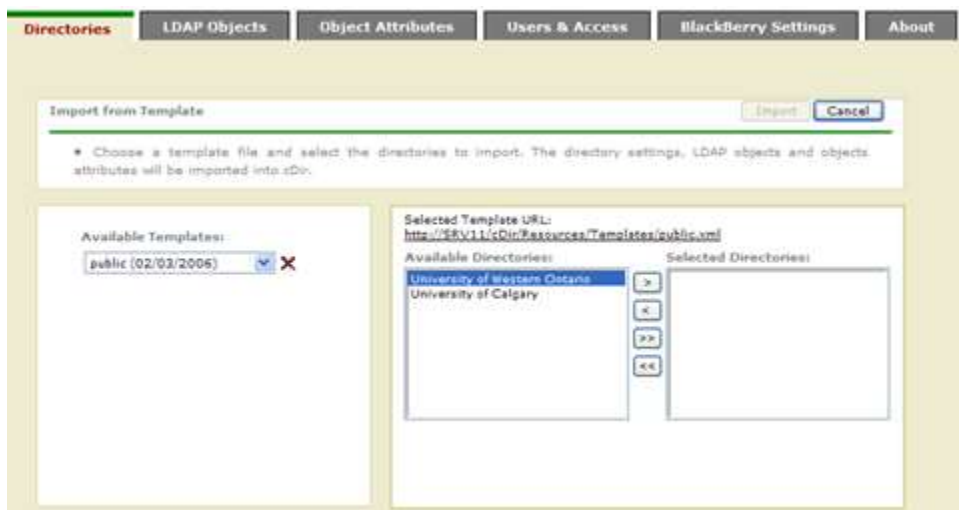 Directories LDAP Objects Object Attributes Users & Access BlackBerry Settings About
Import from Template Import Cancel
• Choose a template file and select the directories to import. The directory settings, LDAP objects and objects
attributes will be imported into cDir.
Available Templates:
public (02/03/2006)
Selected Template URL:
http://SRV11/cDir/Resources/Templates/public.xml
Available Directories: Selected Directories:
University of Western Ontario
University of Calgary
>
<
>>
<<